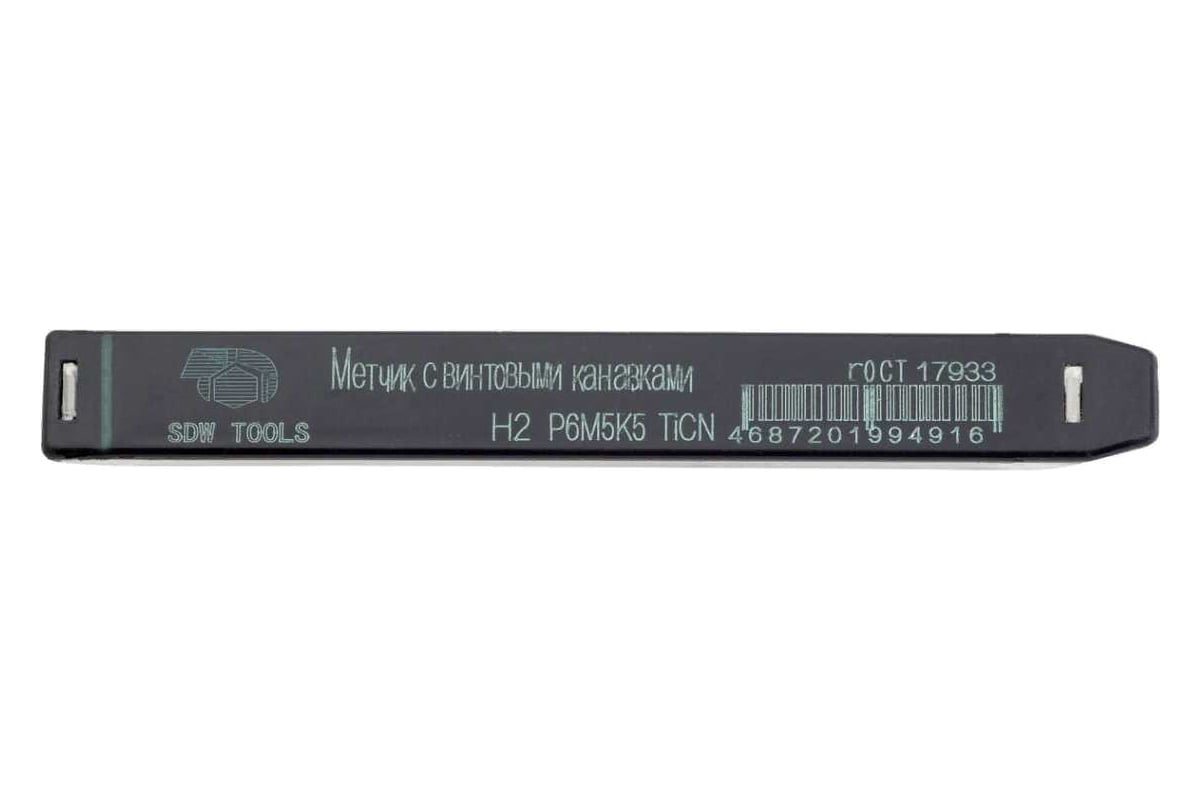 SDW TOOLS
Метчик с винтовыми канавками
H2 P6M5K5 TiCN
гОСТ 17933
4687201994916